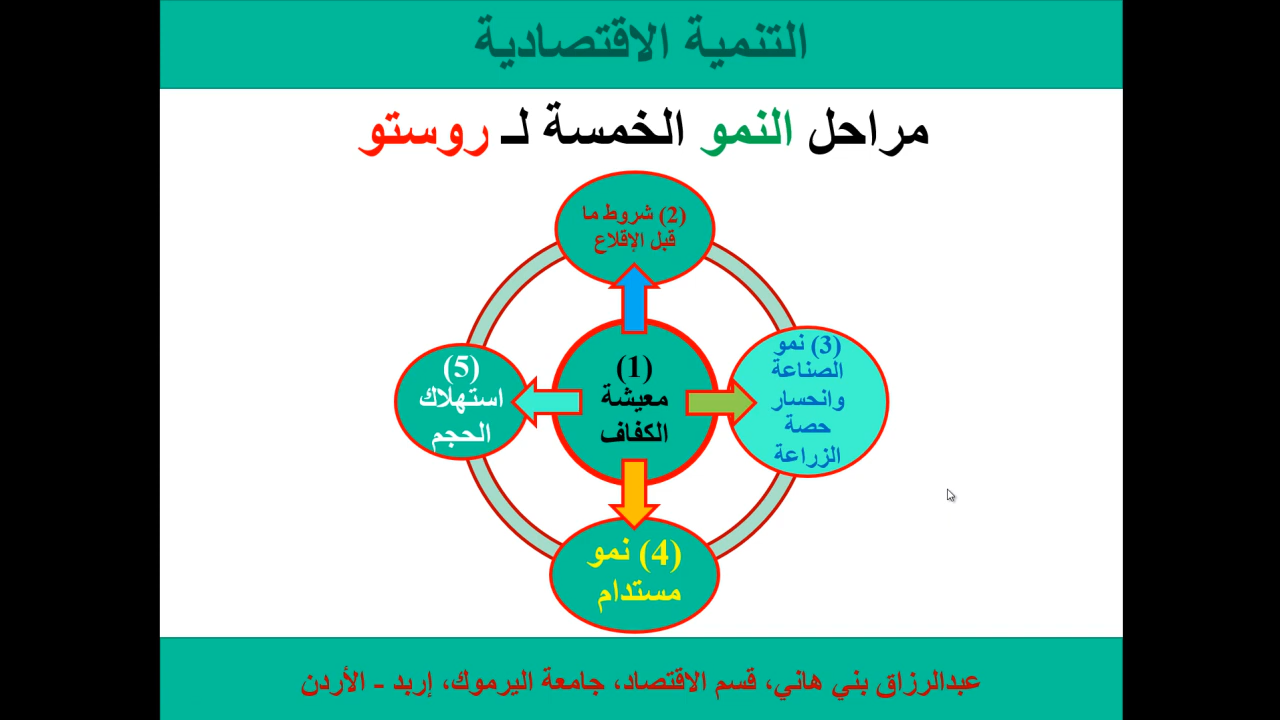 التنمية الاقتصادية
مراحل النمو الخمسة لـ روستو
(2) شروط ما
قبل الإقلاع
(3) نمو
الصناعة
وانحسار
حصة
الزراعة
(1)
معيشة
الكفاف
(5)
استهلاك
الحجم
(4) نمو
مستدام
عبدالرزاق بني هاني، قسم الاقتصاد، جامعة اليرموك، إربد - الأردن